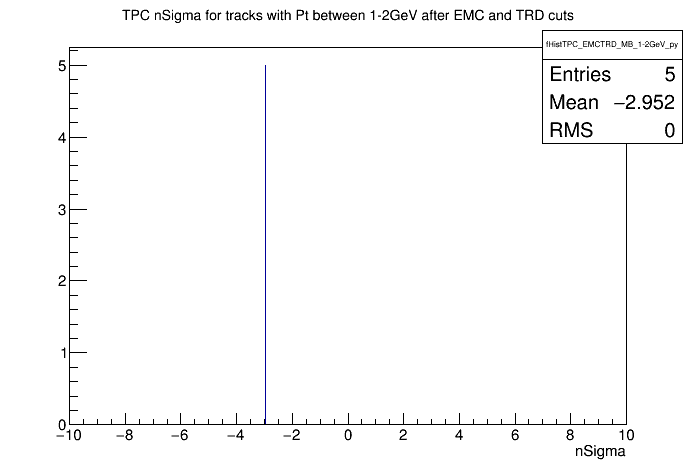 TPC nSigma for tracks with Pt between 1-2GeV after EMC and TRD cuts
fHistTPC_EMCTRD_MB_1-2GeV_py
Entries 5
Mean −2.952
RMS 0
5
4
3
2
1
0
−10 −8 −6 −4 −2 0 2 4 6 8 10
nSigma